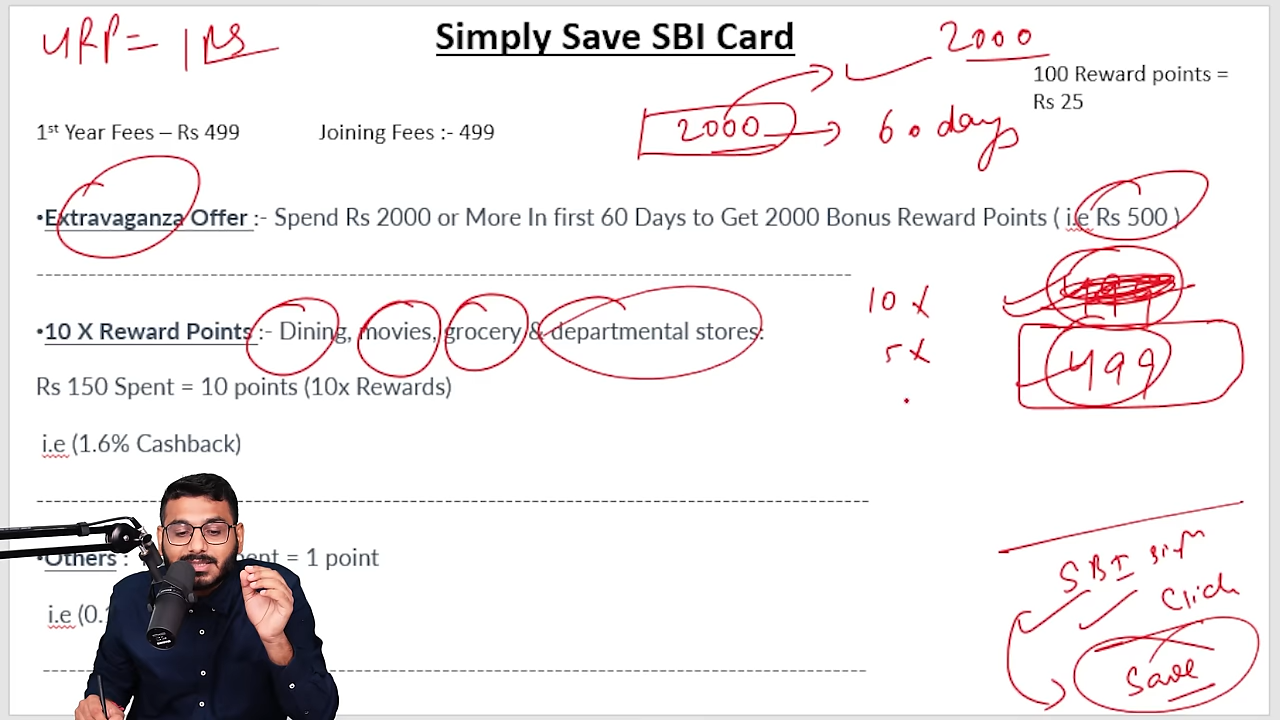 4RP = 1 Rs
Simply Save SBI Card
2000
100 Reward points =
Rs 25
1st Year Fees – Rs 499
Joining Fees :- 499
2000
60 days
•Extravaganza Offer :- Spend Rs 2000 or More In first 60 Days to Get 2000 Bonus Reward Points ( i.e Rs 500 )
10 X
•10 X Reward Points :- Dining, movies, grocery & departmental stores.
5 X
499
Rs 150 Spent = 10 points (10x Rewards)
i.e (1.6% Cashback)
•Others : = 1 point
SBI
Click
i.e (0.
Save